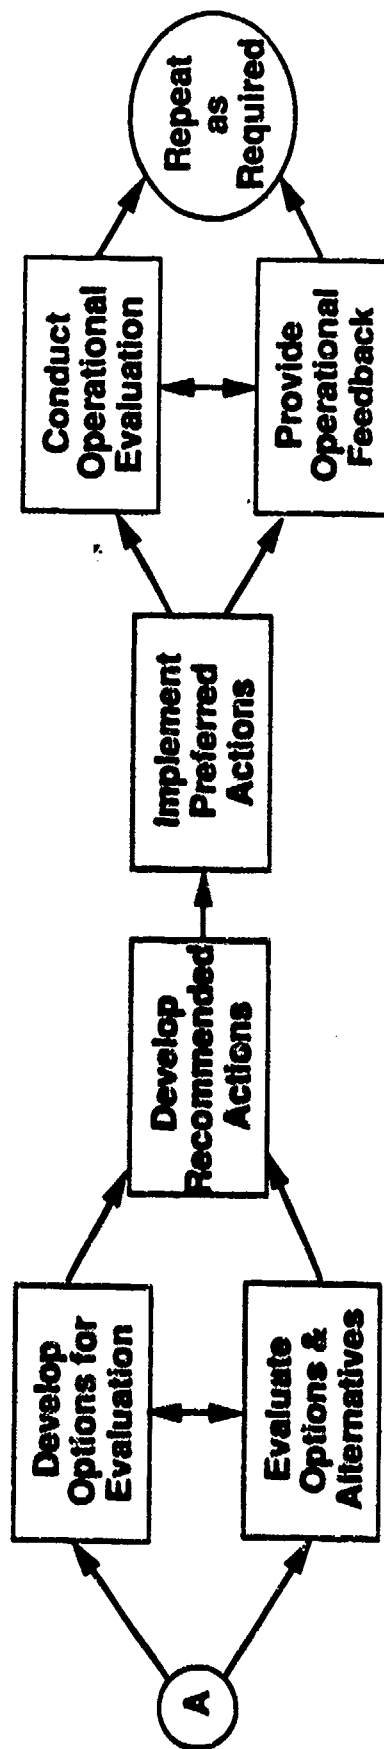 A
Develop
Options for
Evaluation
Evaluate
Options &
Alternatives
Develop
Recommended
Actions
Implement
Preferred
Actions
Conduct
Operational
Evaluation
Provide
Operational
Feedback
Repeat
as
Required